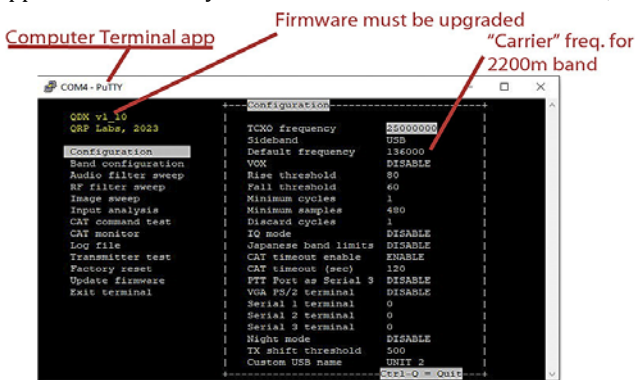 Firmware must be upgraded
Computer Terminal app
"Carrier" freq. for
2200m band
COM4 - PuTTY
Configuration
QDX v1_10
QRP Labs, 2023
TCXO frequency 25000000
Sideband USB
Configuration Default frequency 136000
Band configuration VOX DISABLE
Audio filter sweep Rise threshold 80
RF filter sweep Fall threshold 60
Image sweep Minimum cycles 1
Input analysis Minimum samples 480
CAT command test Discard cycles 1
CAT monitor IQ mode DISABLE
Log file Japanese band limits DISABLE
Transmitter test CAT timeout enable ENABLE
Factory reset CAT timeout (sec) 120
Update firmware PTT Port as Serial 3 DISABLE
Exit terminal VGA PS/2 terminal DISABLE
Serial 1 terminal 0
Serial 2 terminal 0
Serial 3 terminal 0
Night mode DISABLE
TX shift threshold 500
Custom USB name UNIT 2
Ctrl-Q = Quit